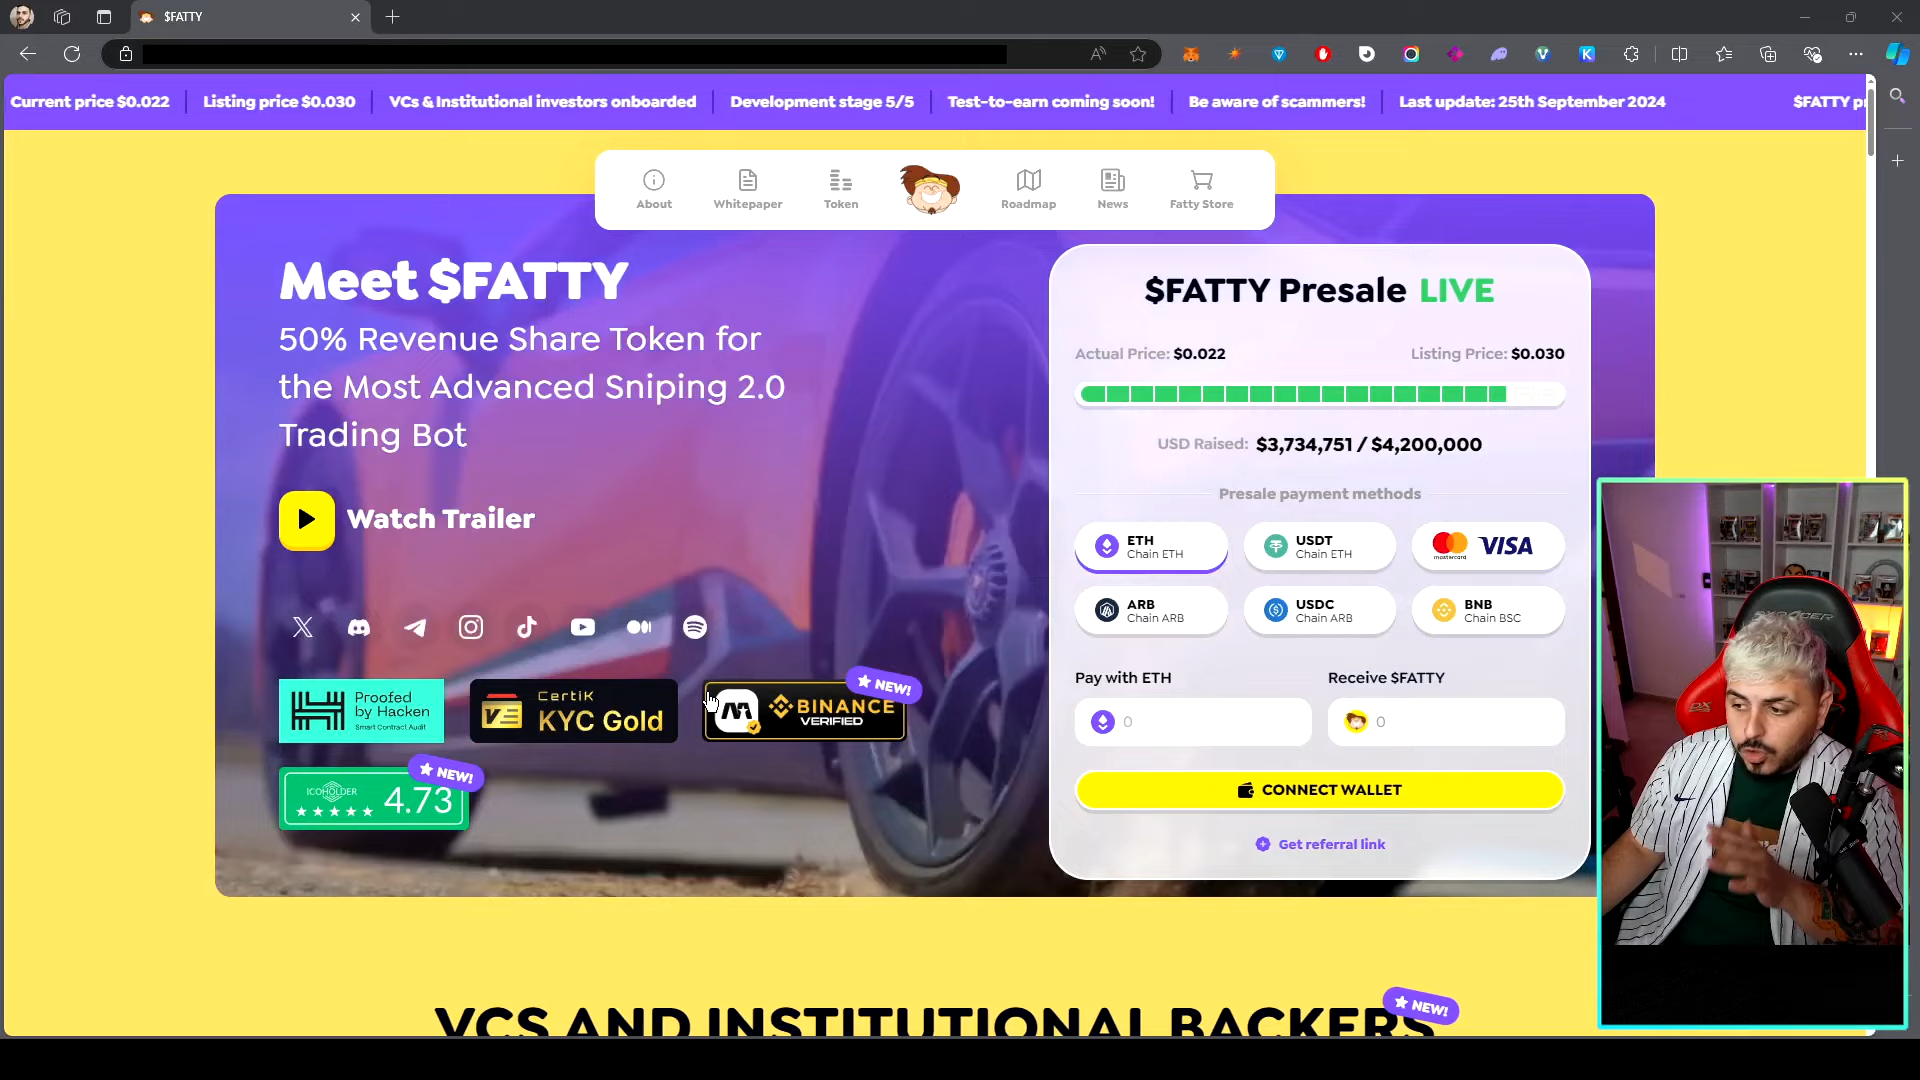 $FATTY
Current price $0.022
Listing price $0.030
VCs & Institutional investors onboarded
Development stage 5/5
Test-to-earn coming soon!
Be aware of scammers!
Last update: 25th September 2024
$FATTY
About
Whitepaper
Token
Roadmap
News
Fatty Store
Meet $FATTY
50% Revenue Share Token for
the Most Advanced Sniping 2.0
Trading Bot
Watch Trailer
Proofed
by Hacken
Smart Contract Audit
CertiK
KYC Gold
BINANCE
VERIFIED
NEW!
ICOHOLDER
4.73
NEW!
$FATTY Presale LIVE
Actual Price: $0.022
Listing Price: $0.030
USD Raised: $3,734,751 / $4,200,000
Presale payment methods
ETH
Chain ETH
USDT
Chain ETH
mastercard
VISA
ARB
Chain ARB
USDC
Chain ARB
BNB
Chain BSC
Pay with ETH
Receive $FATTY
0
0
CONNECT WALLET
Get referral link
VCS AND INSTITUTIONAL BACKERS
NEW!